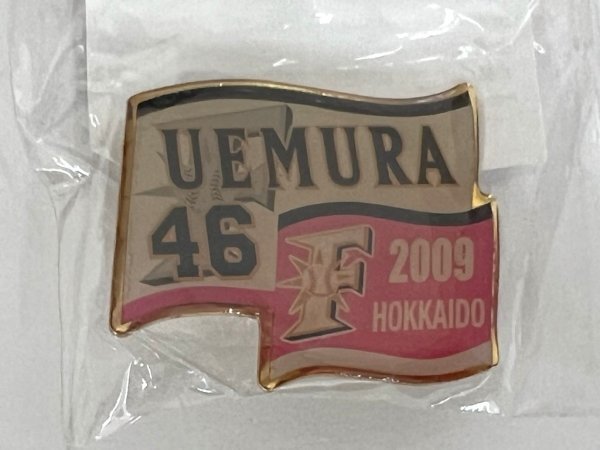 UEMURA
46
F 2009
HOKKAIDO